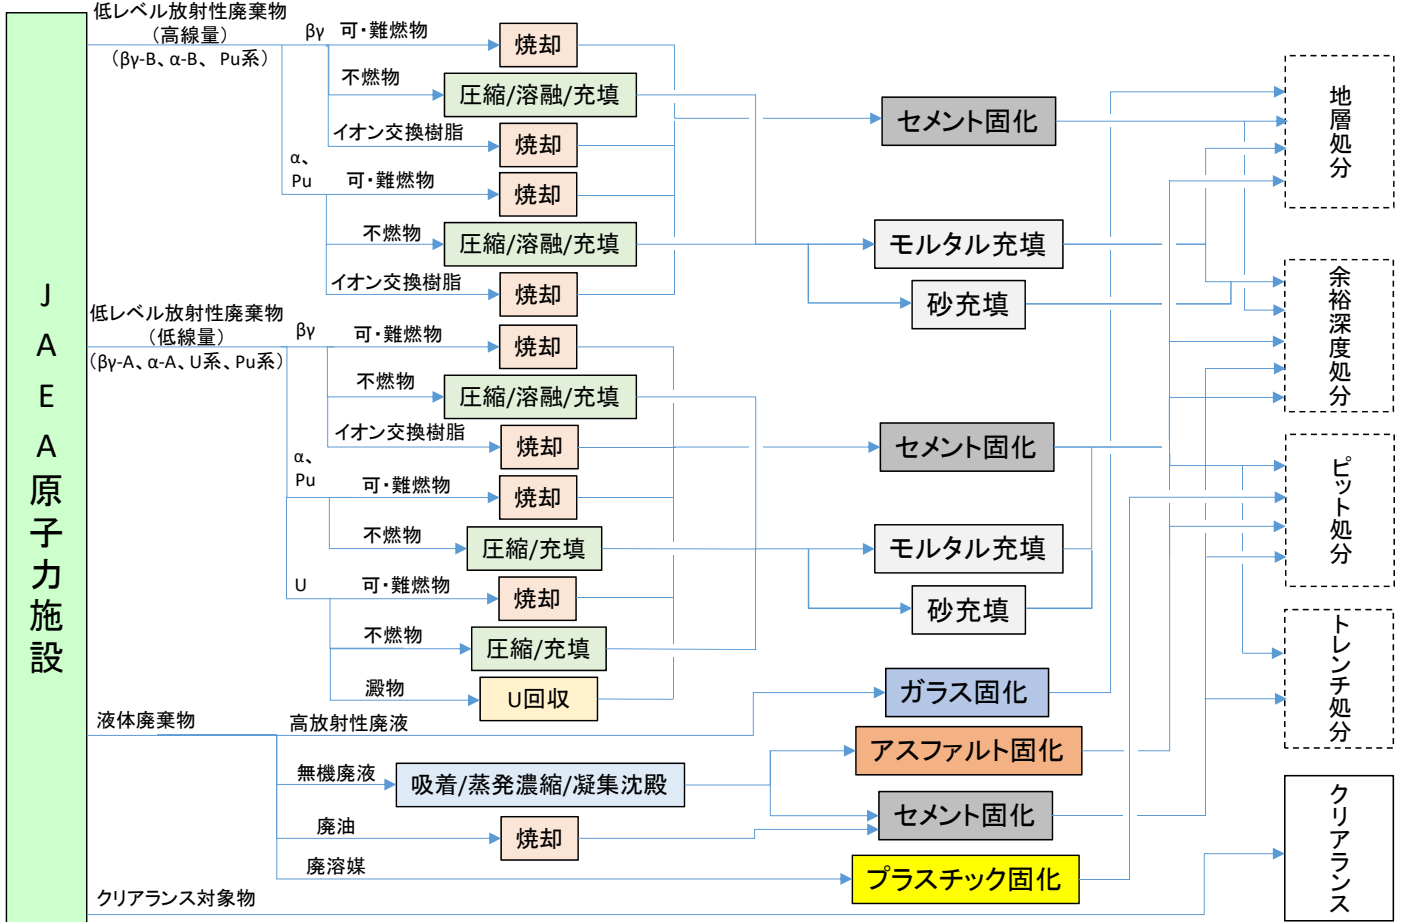 JAEA原子力施設
低レベル放射性廃棄物
（高線量）
（βγ-B、α-B、 Pu系）
βγ
可・難燃物
焼却
不燃物
圧縮/溶融/充填
イオン交換樹脂
焼却
α、
Pu
可・難燃物
焼却
不燃物
圧縮/溶融/充填
イオン交換樹脂
焼却
セメント固化
モルタル充填
砂充填
低レベル放射性廃棄物
（低線量）
（βγ-A、α-A、U系、Pu系）
βγ
可・難燃物
焼却
不燃物
圧縮/溶融/充填
イオン交換樹脂
焼却
α、
Pu
可・難燃物
焼却
不燃物
圧縮/充填
U
可・難燃物
焼却
不燃物
圧縮/充填
澱物
U回収
セメント固化
モルタル充填
砂充填
液体廃棄物
高放射性廃液
ガラス固化
無機廃液
吸着/蒸発濃縮/凝集沈殿
アスファルト固化
セメント固化
廃油
焼却
廃溶媒
プラスチック固化
クリアランス対象物
地層処分
余裕深度処分
ピット処分
トレンチ処分
クリアランス